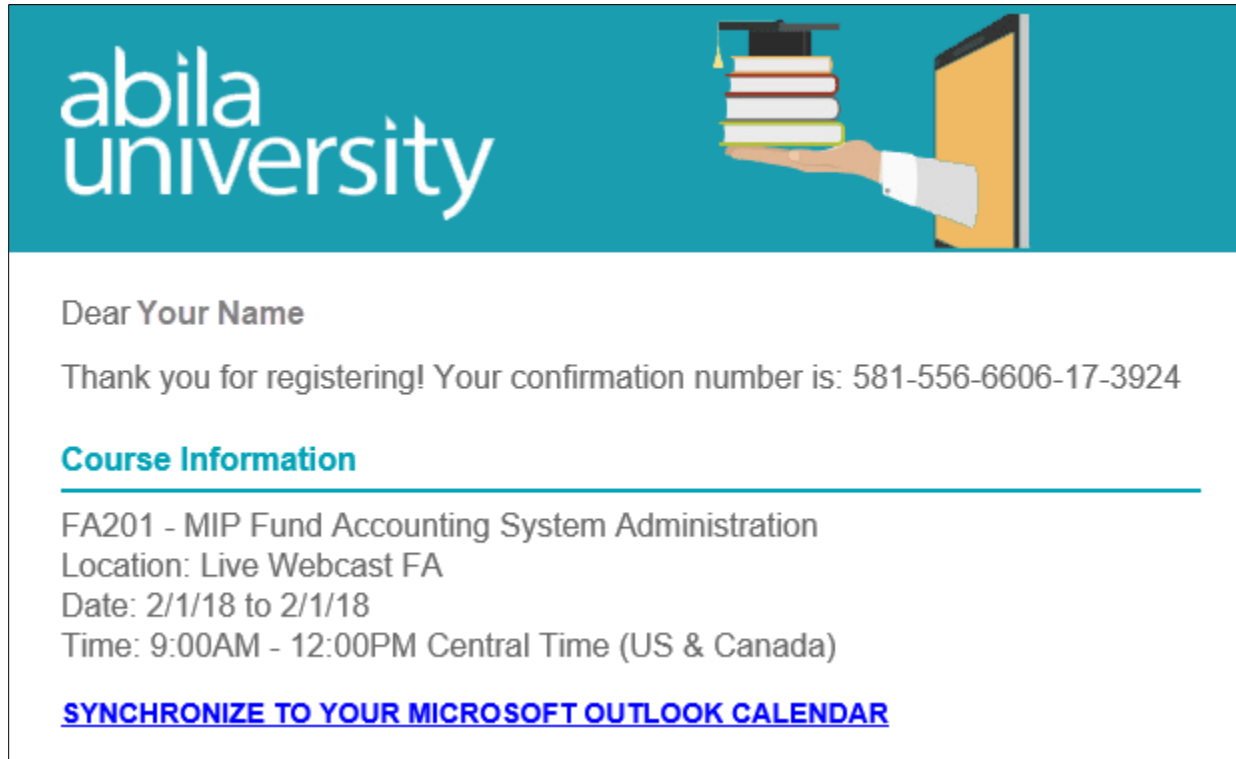 abila
university
Dear Your Name
Thank you for registering! Your confirmation number is: 581-556-6606-17-3924
Course Information
FA201 - MIP Fund Accounting System Administration
Location: Live Webcast FA
Date: 2/1/18 to 2/1/18
Time: 9:00AM - 12:00PM Central Time (US & Canada)
SYNCHRONIZE TO YOUR MICROSOFT OUTLOOK CALENDAR